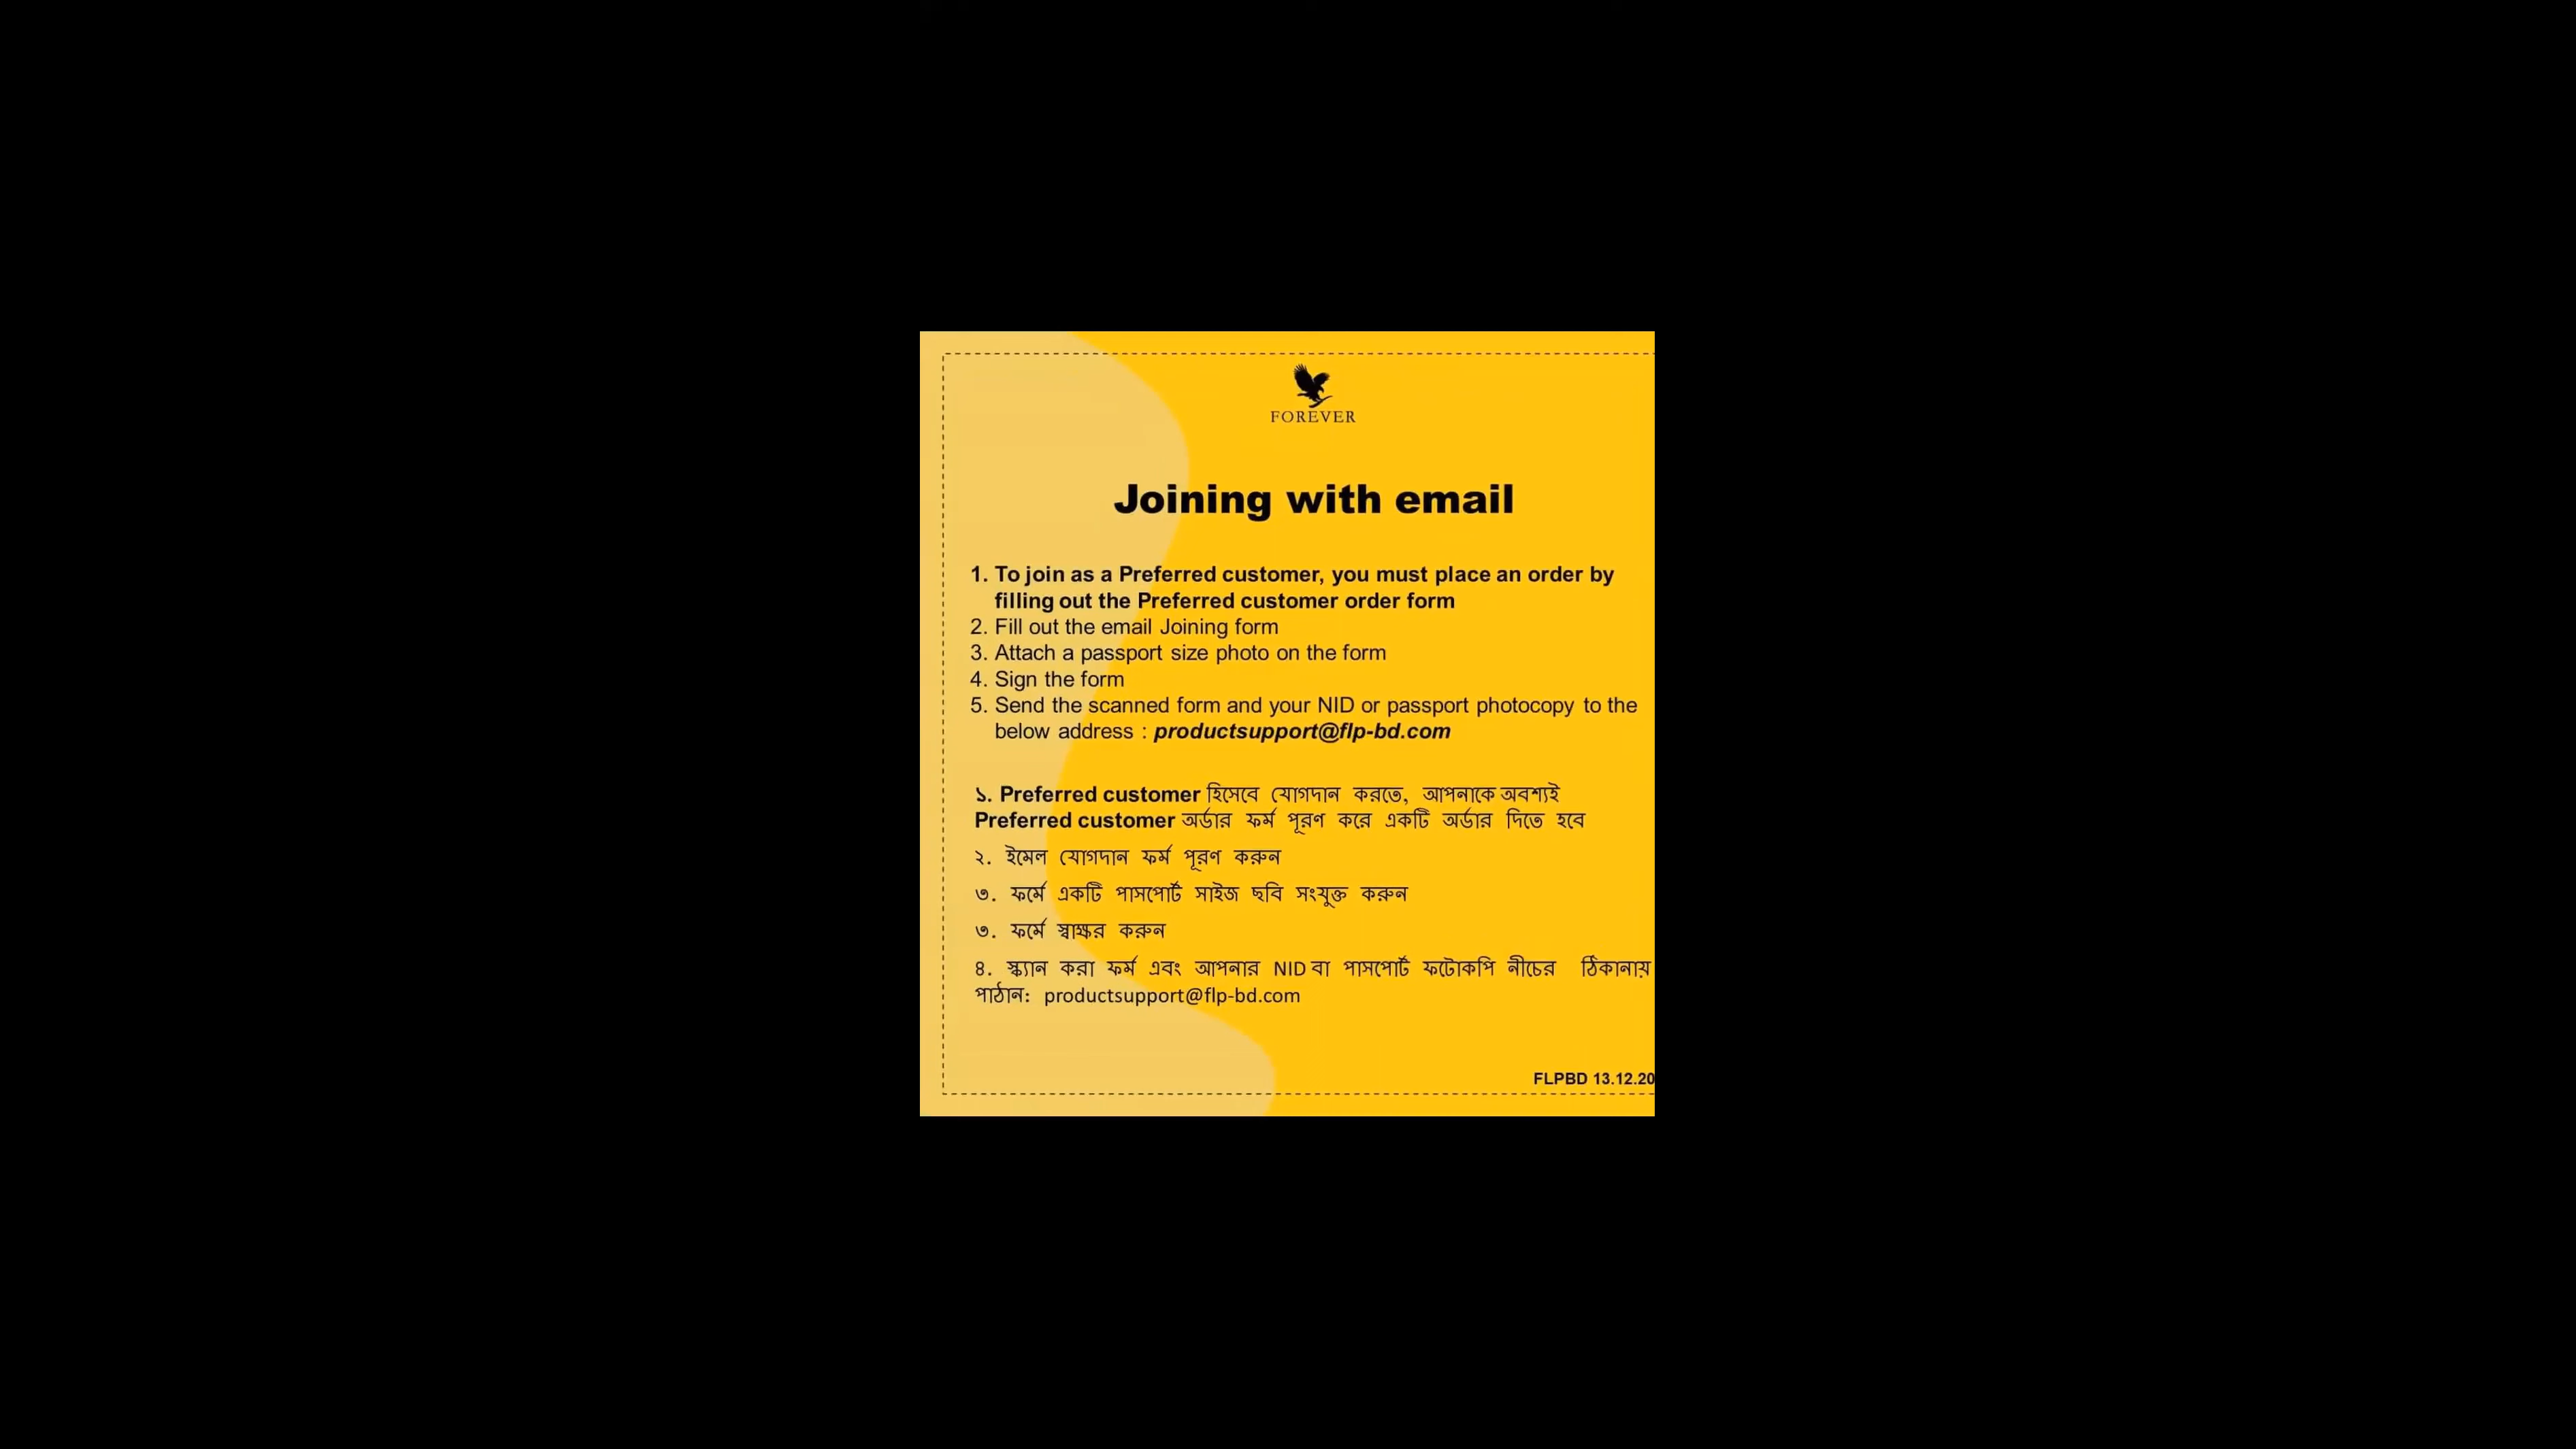 FOREVER
Joining with email
1. To join as a Preferred customer, you must place an order by
filling out the Preferred customer order form
2. Fill out the email Joining form
3. Attach a passport size photo on the form
4. Sign the form
5. Send the scanned form and your NID or passport photocopy to the
below address : productsupport@flp-bd.com
১. Preferred customer হিসেবে যোগদান করতে, আপনাকে অবশ্যই
Preferred customer অর্ডার ফর্ম পূরণ করে একটি অর্ডার দিতে হবে
২. ইমেল যোগদান ফর্ম পূরণ করুন
৩. ফর্মে একটি পাসপোর্ট সাইজ ছবি সংযুক্ত করুন
৩. ফর্মে স্বাক্ষর করুন
৪. স্ক্যান করা ফর্ম এবং আপনার NID বা পাসপোর্ট ফটোকপি নীচের ঠিকানায়
পাঠান: productsupport@flp-bd.com
FLPBD 13.12.20